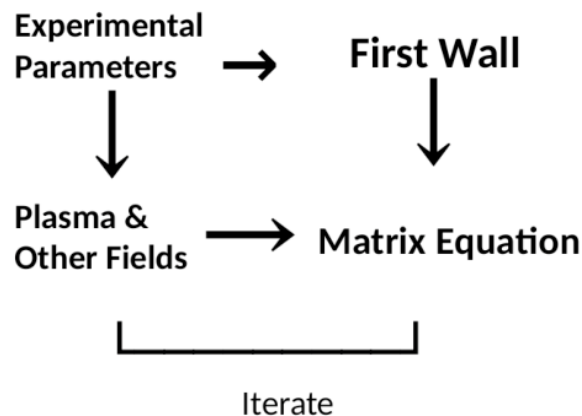 Experimental
Parameters
First Wall
Plasma &
Other Fields
Matrix Equation
Iterate